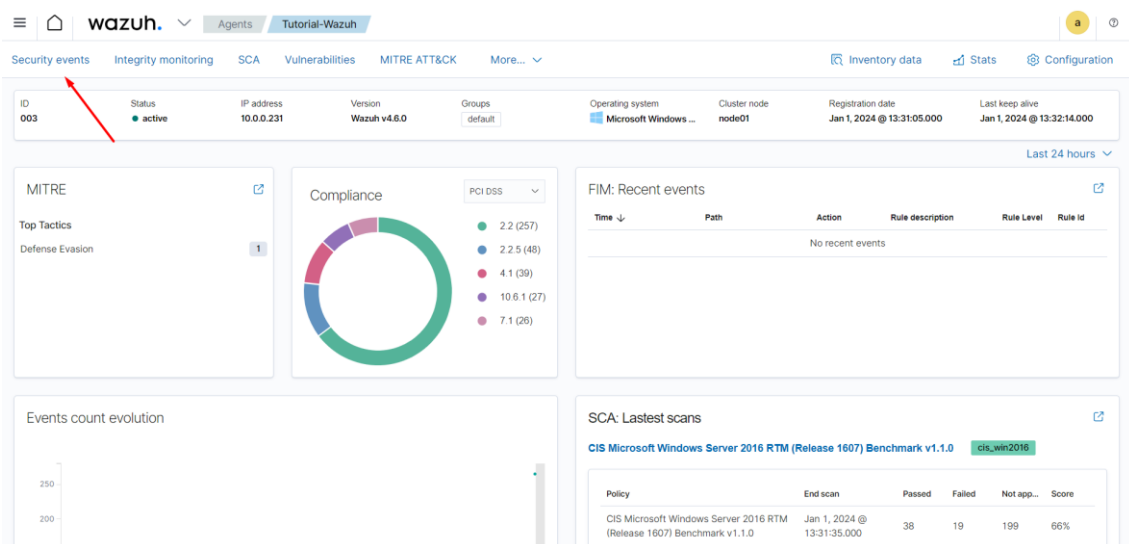 wazuh. Agents Tutorial-Wazuh a
Security events Integrity monitoring SCA Vulnerabilities MITRE ATT&CK More... Inventory data Stats Configuration
ID Status IP address Version Groups Operating system Cluster node Registration date Last keep alive
003 active 10.0.0.231 Wazuh v4.6.0 default Microsoft Windows ... node01 Jan 1, 2024 @ 13:31:05.000 Jan 1, 2024 @ 13:32:14.000
Last 24 hours
MITRE
Top Tactics
Defense Evasion 1
Compliance PCI DSS
2.2 (257)
2.2.5 (48)
4.1 (39)
10.6.1 (27)
7.1 (26)
FIM: Recent events
Time Path Action Rule description Rule Level Rule Id
No recent events
Events count evolution
250
200
SCA: Lastest scans
CIS Microsoft Windows Server 2016 RTM (Release 1607) Benchmark v1.1.0 cis_win2016
Policy End scan Passed Failed Not app... Score
CIS Microsoft Windows Server 2016 RTM Jan 1, 2024 @ 38 19 199 66%
(Release 1607) Benchmark v1.1.0 13:31:35.000